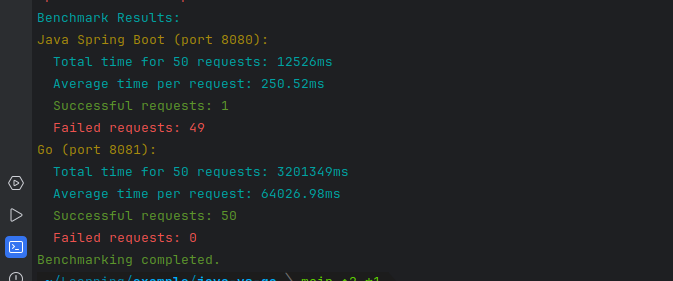 Benchmark Results:
Java Spring Boot (port 8080):
Total time for 50 requests: 12526ms
Average time per request: 250.52ms
Successful requests: 1
Failed requests: 49
Go (port 8081):
Total time for 50 requests: 3201349ms
Average time per request: 64026.98ms
Successful requests: 50
Failed requests: 0
Benchmarking completed.